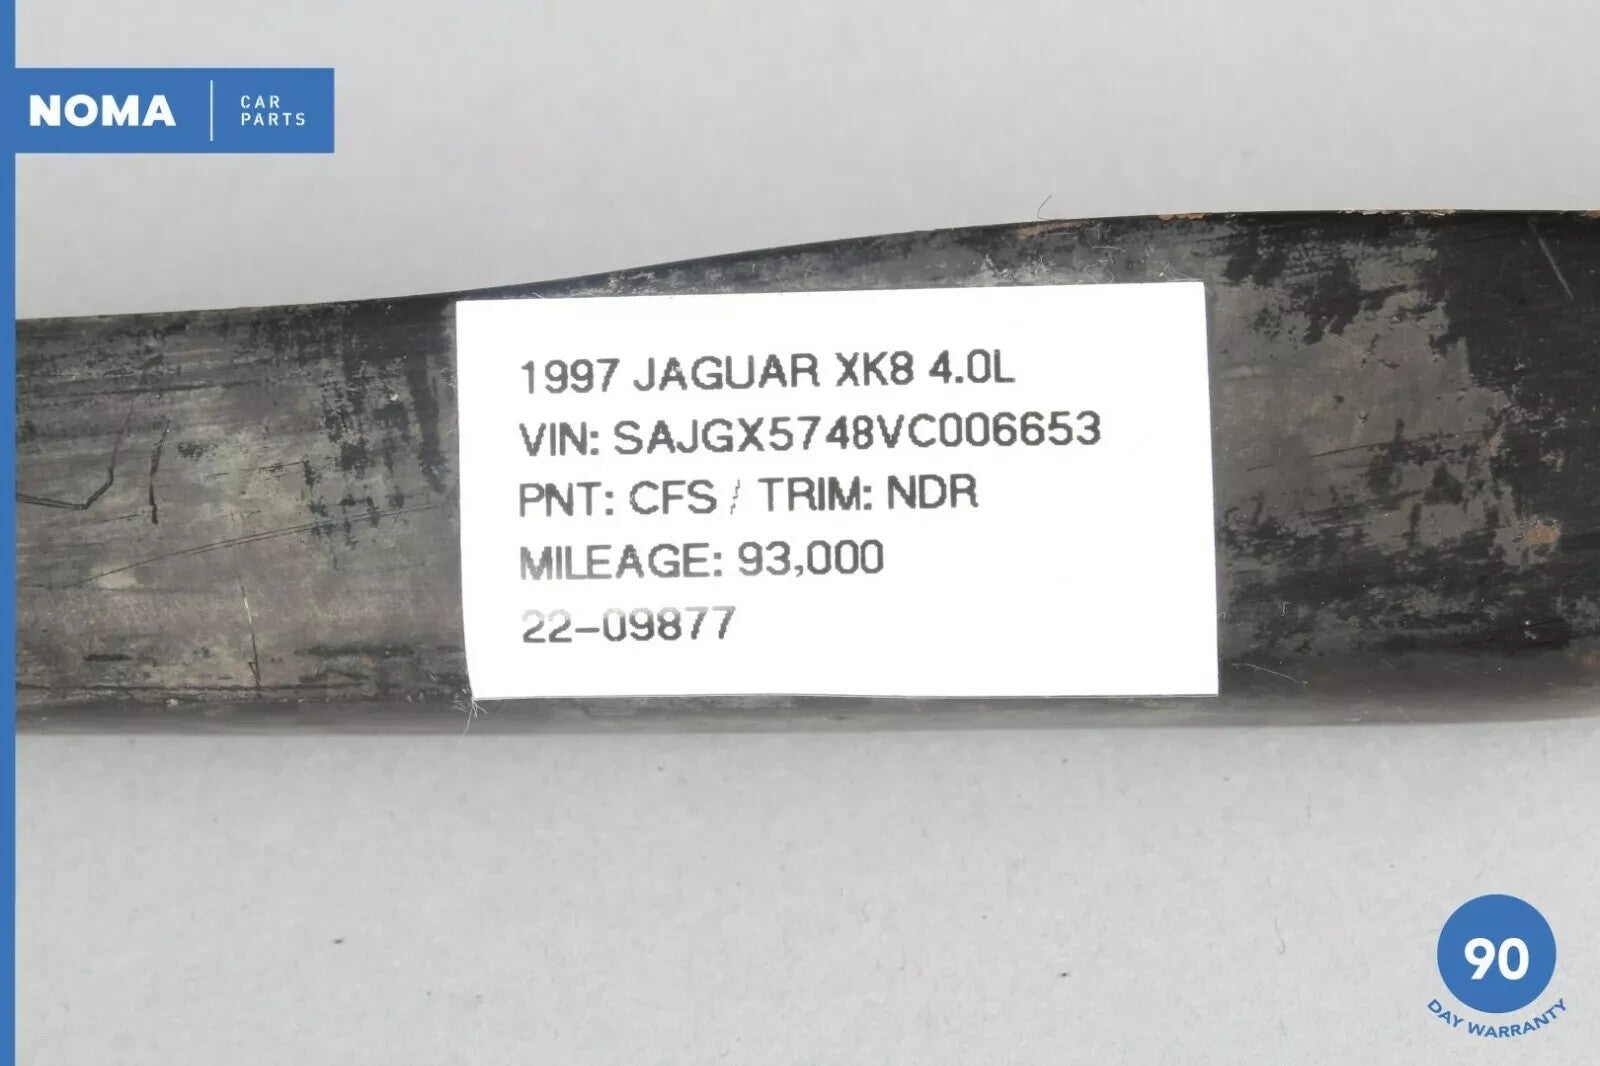 NOMA
CAR
PARTS
1997 JAGUAR XK8 4.0L
VIN: SAJGX5748VC006653
PNT: CFS / TRIM: NDR
MILEAGE: 93,000
22-09877
90
DAY WARRANTY